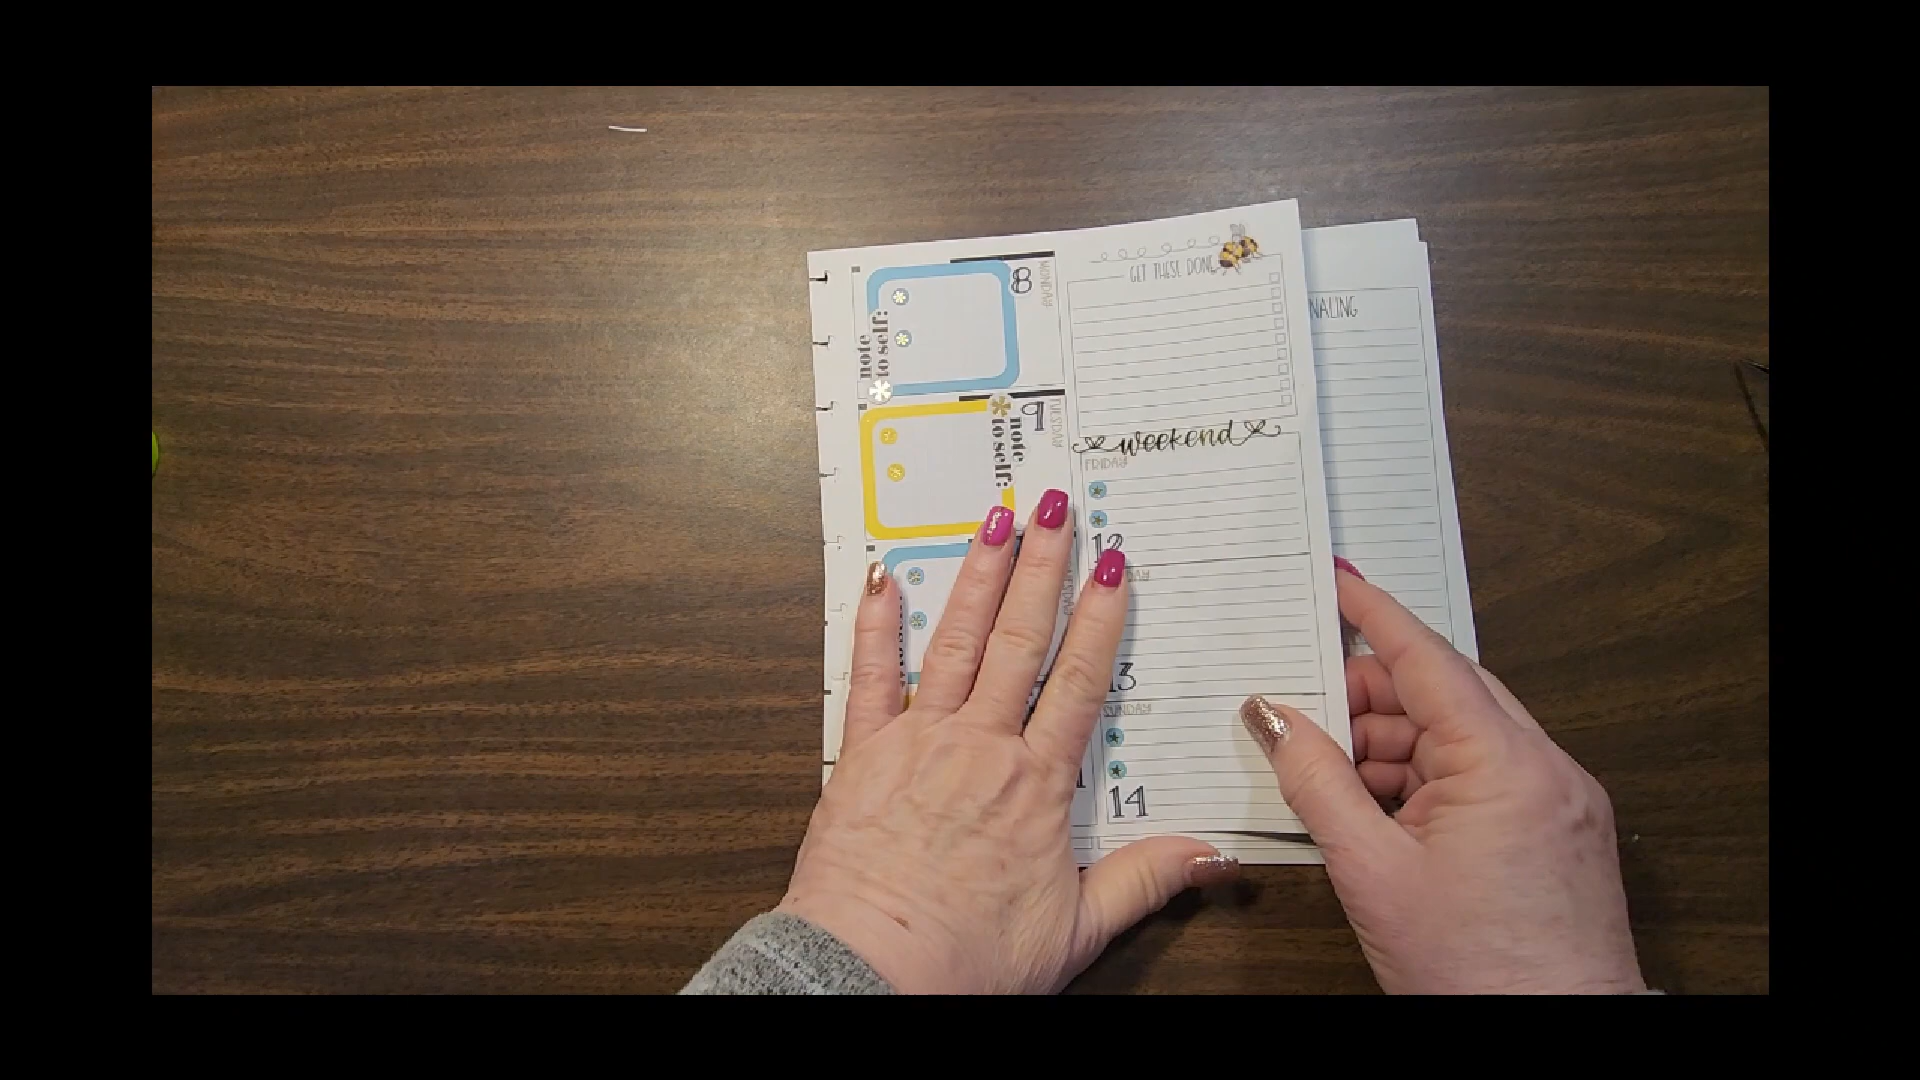 8
MONDAY
note
to self:
9
TUESDAY
note
to self:
GET THESE DONE
weekend
FRIDAY
12
13
SUNDAY
14
NALING